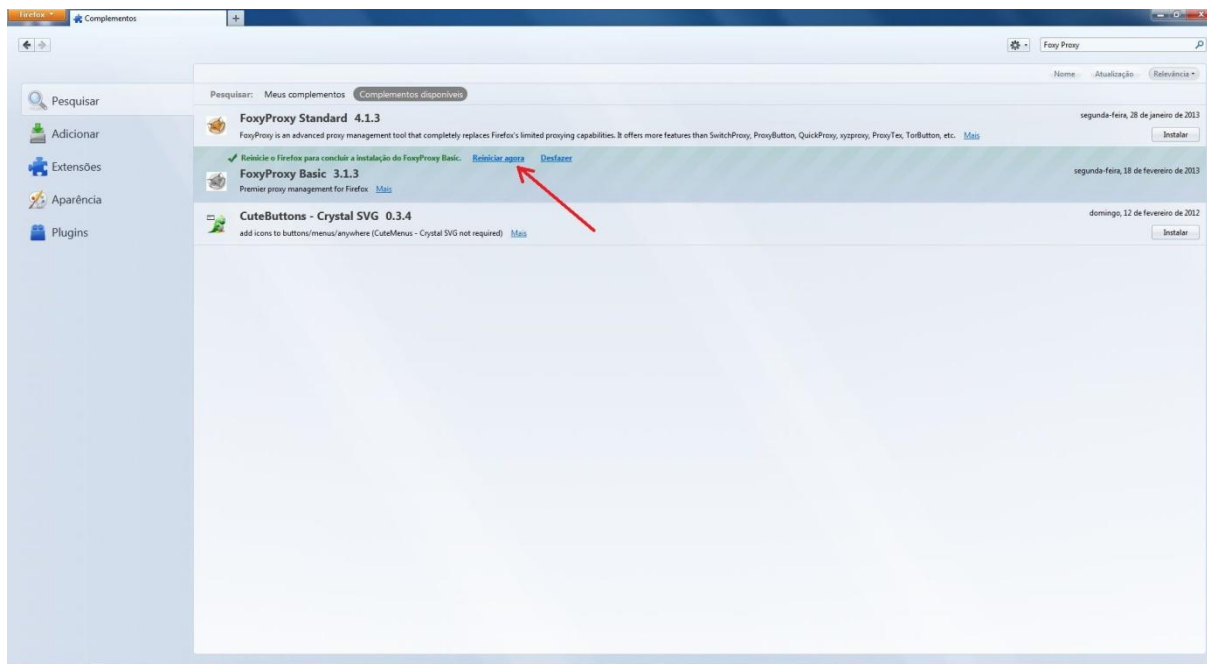 Firefox
Complementos
+
Foxy Proxy
Nome Atualização Relevância
Pesquisar
Pesquisar: Meus complementos Complementos disponíveis
FoxyProxy Standard 4.1.3
segunda-feira, 28 de janeiro de 2013
FoxyProxy is an advanced proxy management tool that completely replaces Firefox's limited proxying capabilities. It offers more features than SwitchProxy, ProxyButton, QuickProxy, xyzproxy, ProxyTex, TorButton, etc. Mais
Instalar
Adicionar
Reinicie o Firefox para concluir a instalação do FoxyProxy Basic. Reiniciar agora Desfazer
Extensões
FoxyProxy Basic 3.1.3
segunda-feira, 18 de fevereiro de 2013
Premier proxy management for Firefox Mais
Aparência
CuteButtons - Crystal SVG 0.3.4
domingo, 12 de fevereiro de 2012
add icons to buttons/menus/anywhere (CuteMenus - Crystal SVG not required) Mais
Instalar
Plugins